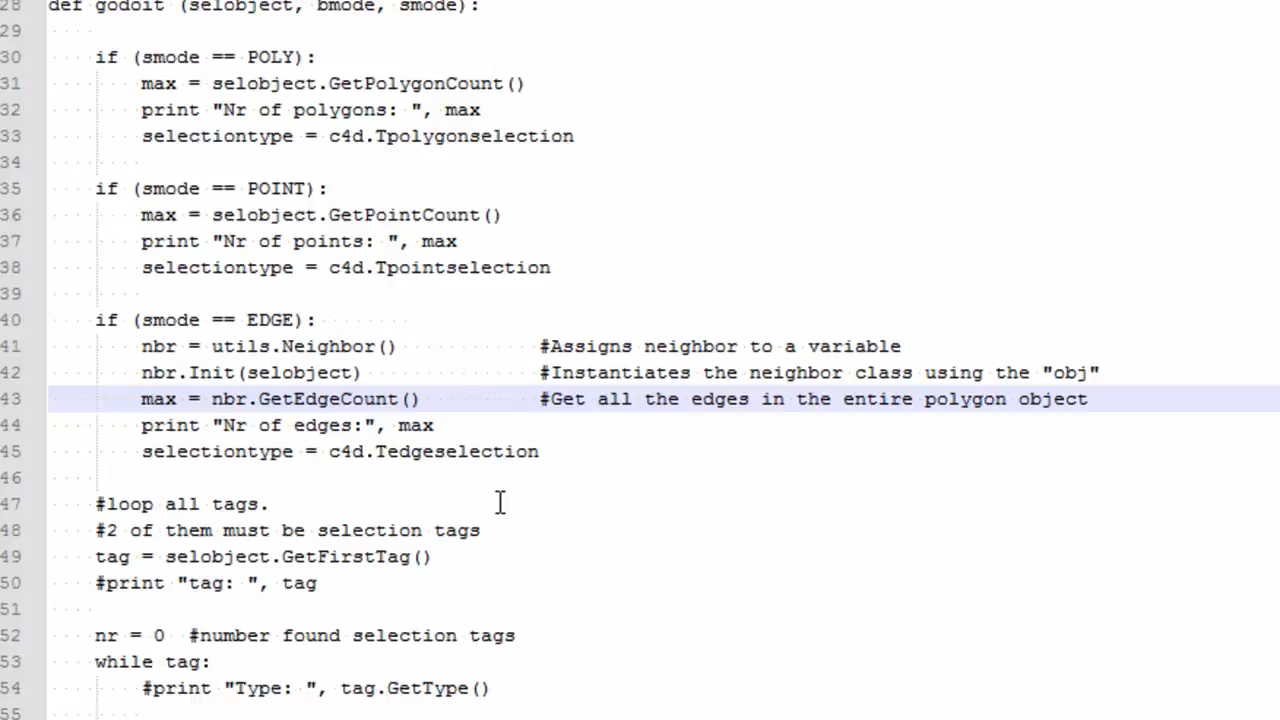 28 def godoit (selobject, bmode, smode):
29
30 if (smode == POLY):
31 max = selobject.GetPolygonCount()
32 print "Nr of polygons: ", max
33 selectiontype = c4d.Tpolygonselection
34
35 if (smode == POINT):
36 max = selobject.GetPointCount()
37 print "Nr of points: ", max
38 selectiontype = c4d.Tpointselection
39
40 if (smode == EDGE):
41 nbr = utils.Neighbor() #Assigns neighbor to a variable
42 nbr.Init(selobject) #Instantiates the neighbor class using the "obj"
43 max = nbr.GetEdgeCount() #Get all the edges in the entire polygon object
44 print "Nr of edges:", max
45 selectiontype = c4d.Tedgeselection
46
47 #loop all tags.
48 #2 of them must be selection tags
49 tag = selobject.GetFirstTag()
50 #print "tag: ", tag
51
52 nr = 0 #number found selection tags
53 while tag:
54 #print "Type: ", tag.GetType()
55